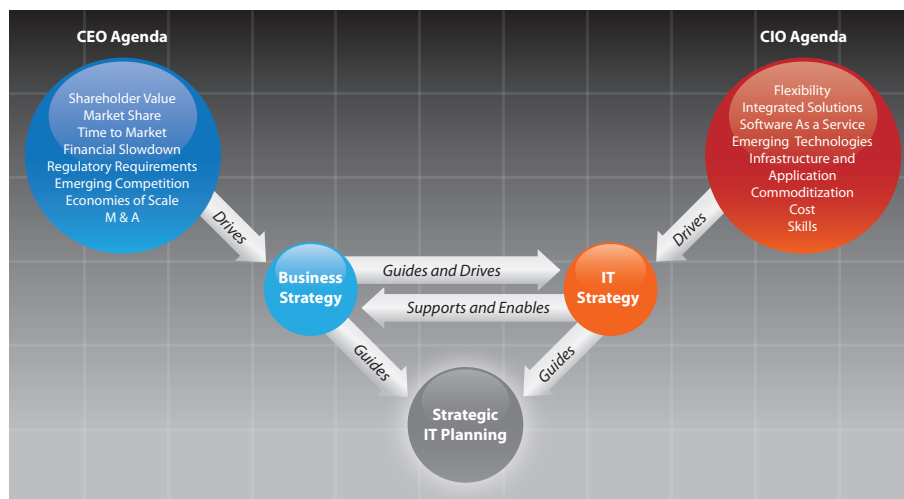 CEO Agenda
Shareholder Value
Market Share
Time to Market
Financial Slowdown
Regulatory Requirements
Emerging Competition
Economies of Scale
M & A
CIO Agenda
Flexibility
Integrated Solutions
Software As a Service
Emerging Technologies
Infrastructure and
Application
Commoditization
Cost
Skills
Drives
Drives
Business
Strategy
Guides and Drives
Supports and Enables
IT
Strategy
Guides
Guides
Strategic
IT Planning